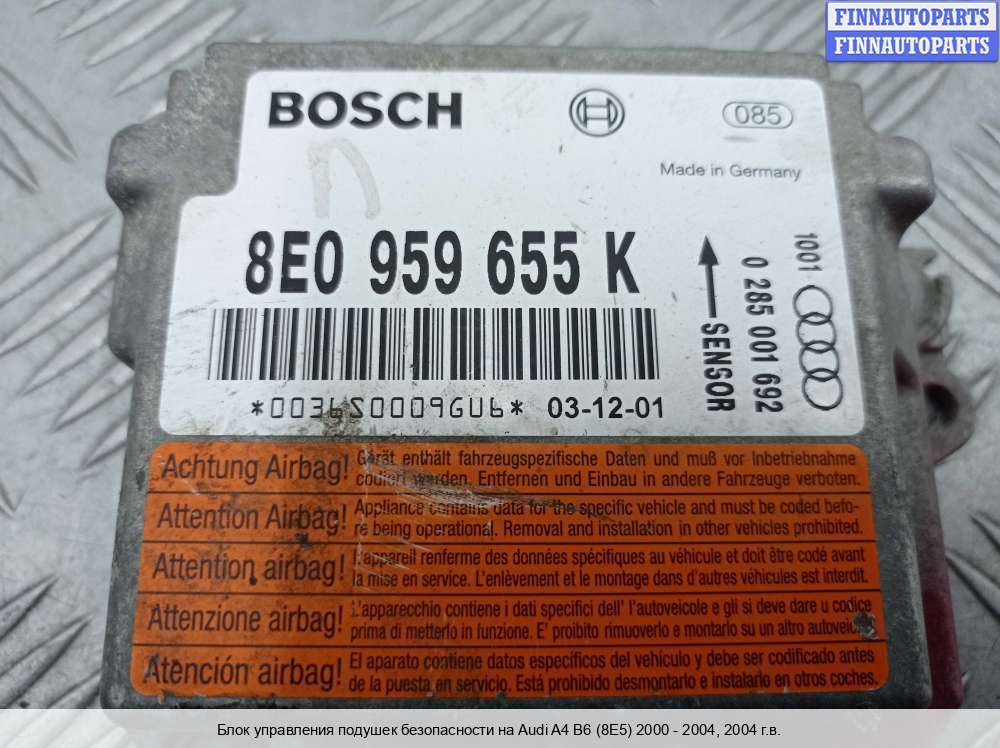 FINNAUTOPARTS
FINNAUTOPARTS
BOSCH
085
Made in Germany
8E0 959 655 K
SENSOR
0 285 001 692
1001
*0036S0009GU6* 03-12-01
Achtung Airbag! Gerät enthält fahrzeugspezifische Daten und muß vor Inbetriebnahme
codiert werden. Entfernen und Einbau in andere Fahrzeuge verboten.
Attention Airbag! Appliance contains data for the specific vehicle and must be coded befo-
re being operational. Removal and installation in other vehicles prohibited.
Attention airbag! L'appareil renferme des données spécifiques au véhicule et doit être codé avant
la mise en service. L'enlèvement et le montage dans d'autres véhicules est interdit.
Attenzione airbag! L'apparecchio contiene i dati specifici dell' l'autoveicole e gli si deve dare u codice
prima di metterlo in funzione. E' proibito rimuoverlo e montarlo su un altro
Atención airbag! El aparato contiene datos específicos del vehículo y debe ser codificado antes
de la puesta en servicio. Está prohibido desmontarlo e instalarlo en otros coches.
Блок управления подушек безопасности на Audi A4 B6 (8E5) 2000 - 2004, 2004 г.в.